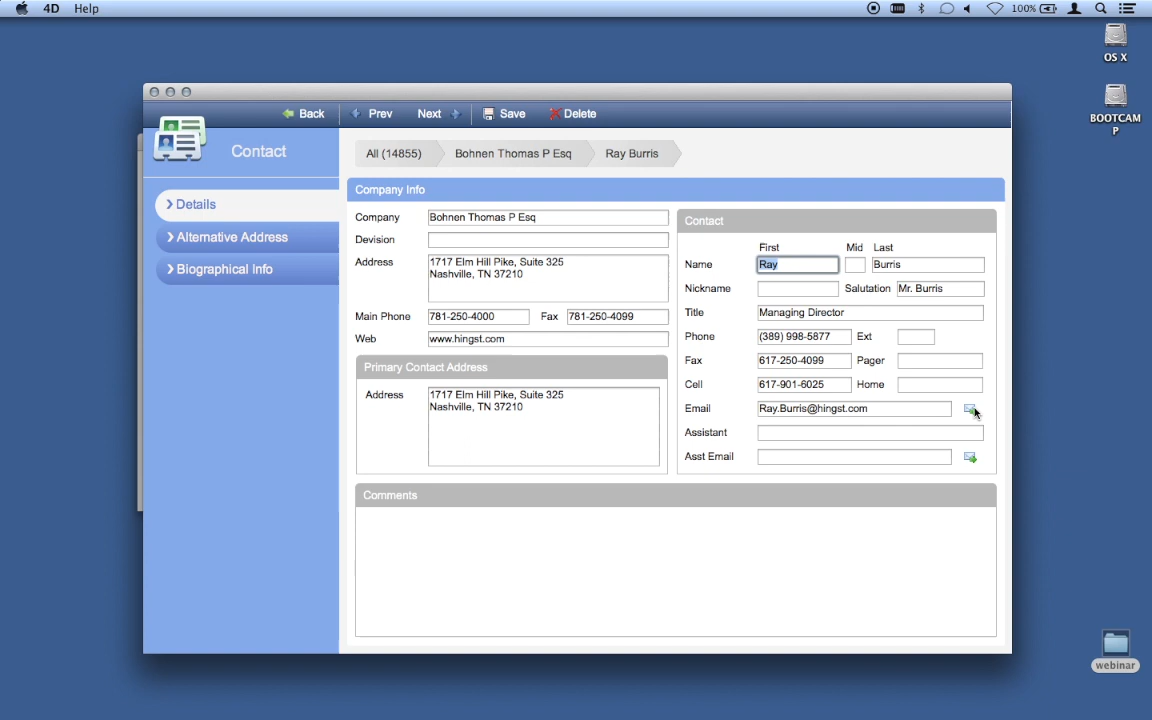 4D Help
100%
OS X
BOOTCAM
P
Back Prev Next Save Delete
Contact
All (14855) Bohnen Thomas P Esq Ray Burris
Details
Alternative Address
Biographical Info
Company Info
Company Bohnen Thomas P Esq
Devision
Address 1717 Elm Hill Pike, Suite 325
Nashville, TN 37210
Main Phone 781-250-4000 Fax 781-250-4099
Web www.hingst.com
Primary Contact Address
Address 1717 Elm Hill Pike, Suite 325
Nashville, TN 37210
Contact
First Mid Last
Name Ray Burris
Nickname Salutation Mr. Burris
Title Managing Director
Phone (389) 998-5877 Ext
Fax 617-250-4099 Pager
Cell 617-901-6025 Home
Email Ray.Burris@hingst.com
Assistant
Asst Email
Comments
webinar